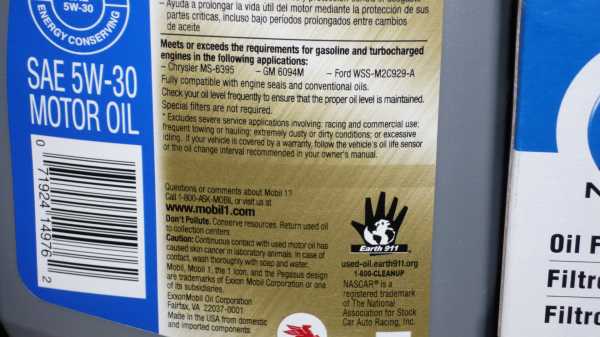 5W-30
ENERGY CONSERVING
SAE 5W-30
MOTOR OIL
0 71924 14976 2
– Ayuda a prolongar la vida útil del motor mediante la protección de sus
partes críticas, incluso bajo períodos prolongados entre cambios
de aceite
Meets or exceeds the requirements for gasoline and turbocharged
engines in the following applications:
– Chrysler MS-6395 – GM 6094M – Ford WSS-M2C929-A
Fully compatible with engine seals and conventional oils.
Check your oil level frequently to ensure that the proper oil level is maintained.
Special filters are not required.
* Excludes severe service applications involving: racing and commercial use;
frequent towing or hauling; extremely dusty or dirty conditions; or excessive
idling. If your vehicle is covered by a warranty, follow the vehicle's oil life sensor
or the oil change interval recommended in your owner's manual.
Questions or comments about Mobil 1?
Call 1-800-ASK-MOBIL or visit us at
www.mobil1.com
Don't Pollute. Conserve resources. Return used oil
to collection centers.
Caution: Continuous contact with used motor oil has
caused skin cancer in laboratory animals. In case of
contact, wash thoroughly with soap and water.
Mobil, Mobil 1, the 1 Icon, and the Pegasus design
are trademarks of Exxon Mobil Corporation or one
of its subsidiaries.
ExxonMobil Oil Corporation
Fairfax, VA 22037-0001
Made in the USA from domestic
and imported components.
Earth 911
used-oil.earth911.org
1-800-CLEANUP
NASCAR® is a
registered trademark
of The National
Association for Stock
Car Auto Racing, Inc.
Oil F
Filtr
Filtro